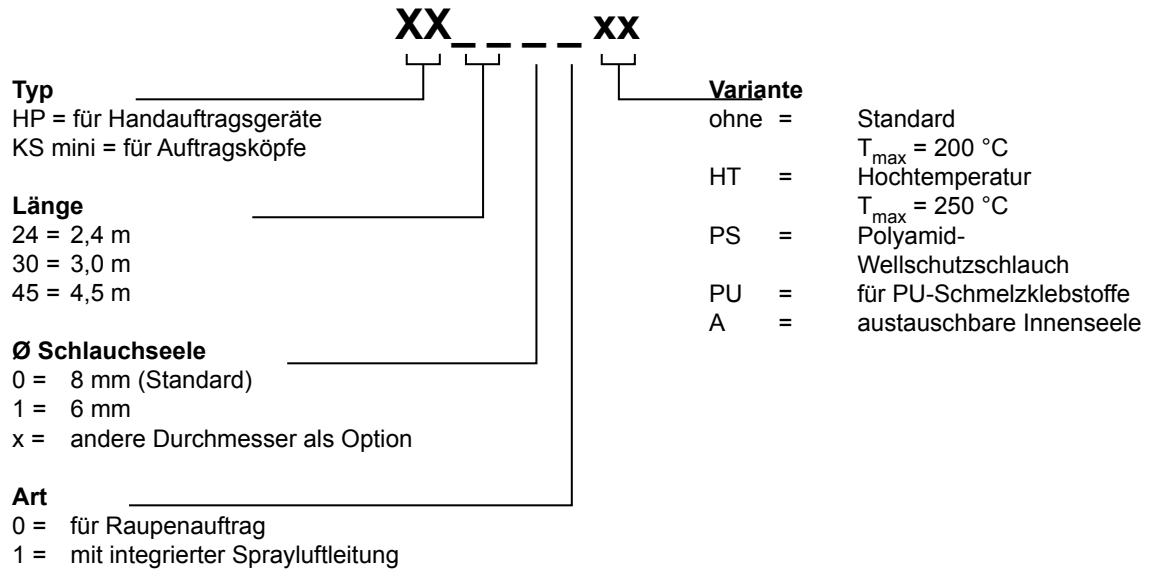 XX_ _ _ _ xx
Typ
HP = für Handauftragsgeräte
KS mini = für Auftragsköpfe
Länge
24 = 2,4 m
30 = 3,0 m
45 = 4,5 m
Ø Schlauchseele
0 = 8 mm (Standard)
1 = 6 mm
x = andere Durchmesser als Option
Art
0 = für Raupenauftrag
1 = mit integrierter Sprayluftleitung
Variante
ohne = Standard
Tmax = 200 °C
HT = Hochtemperatur
Tmax = 250 °C
PS = Polyamid-
Wellschutzschlauch
PU = für PU-Schmelzklebstoffe
A = austauschbare Innenseele